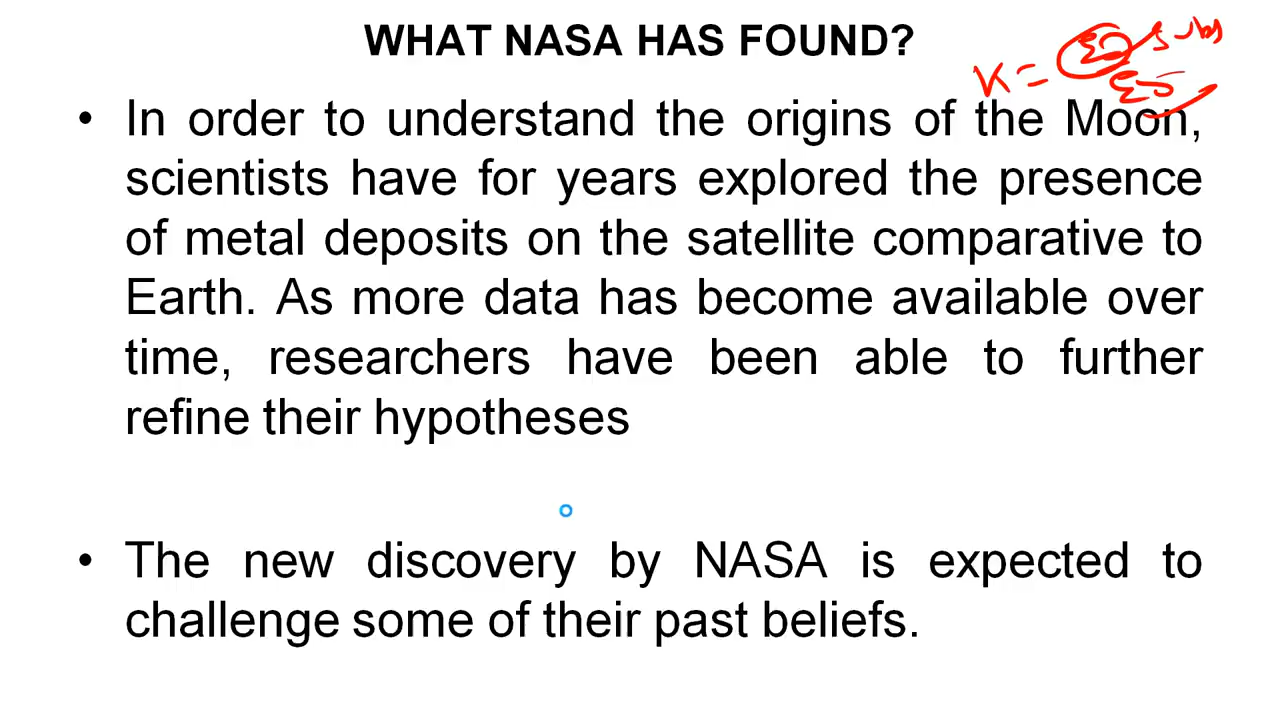 WHAT NASA HAS FOUND?
K =
• In order to understand the origins of the Moon,
scientists have for years explored the presence
of metal deposits on the satellite comparative to
Earth. As more data has become available over
time, researchers have been able to further
refine their hypotheses
• The new discovery by NASA is expected to
challenge some of their past beliefs.